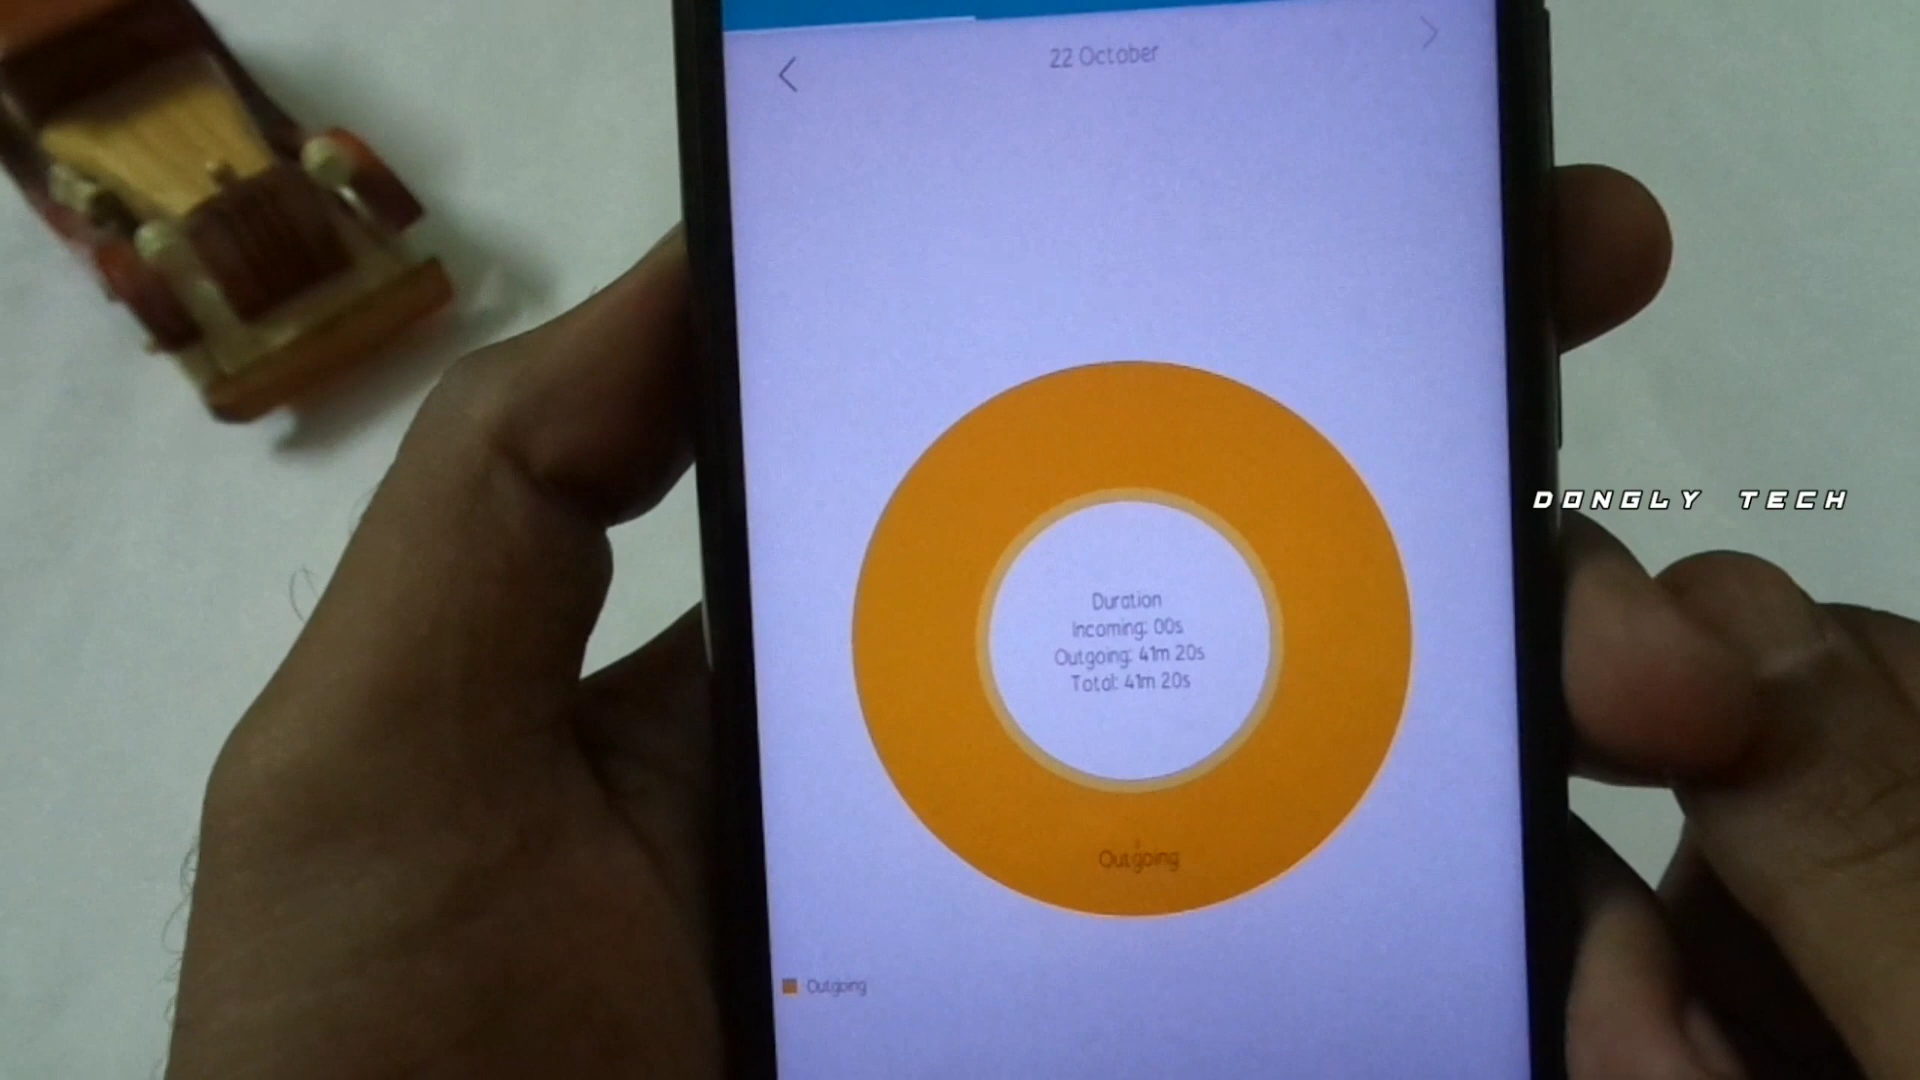 22 October
Duration
Incoming: 00s
Outgoing: 41m 20s
Total: 41m 20s
Outgoing
Outgoing
DONGLY TECH